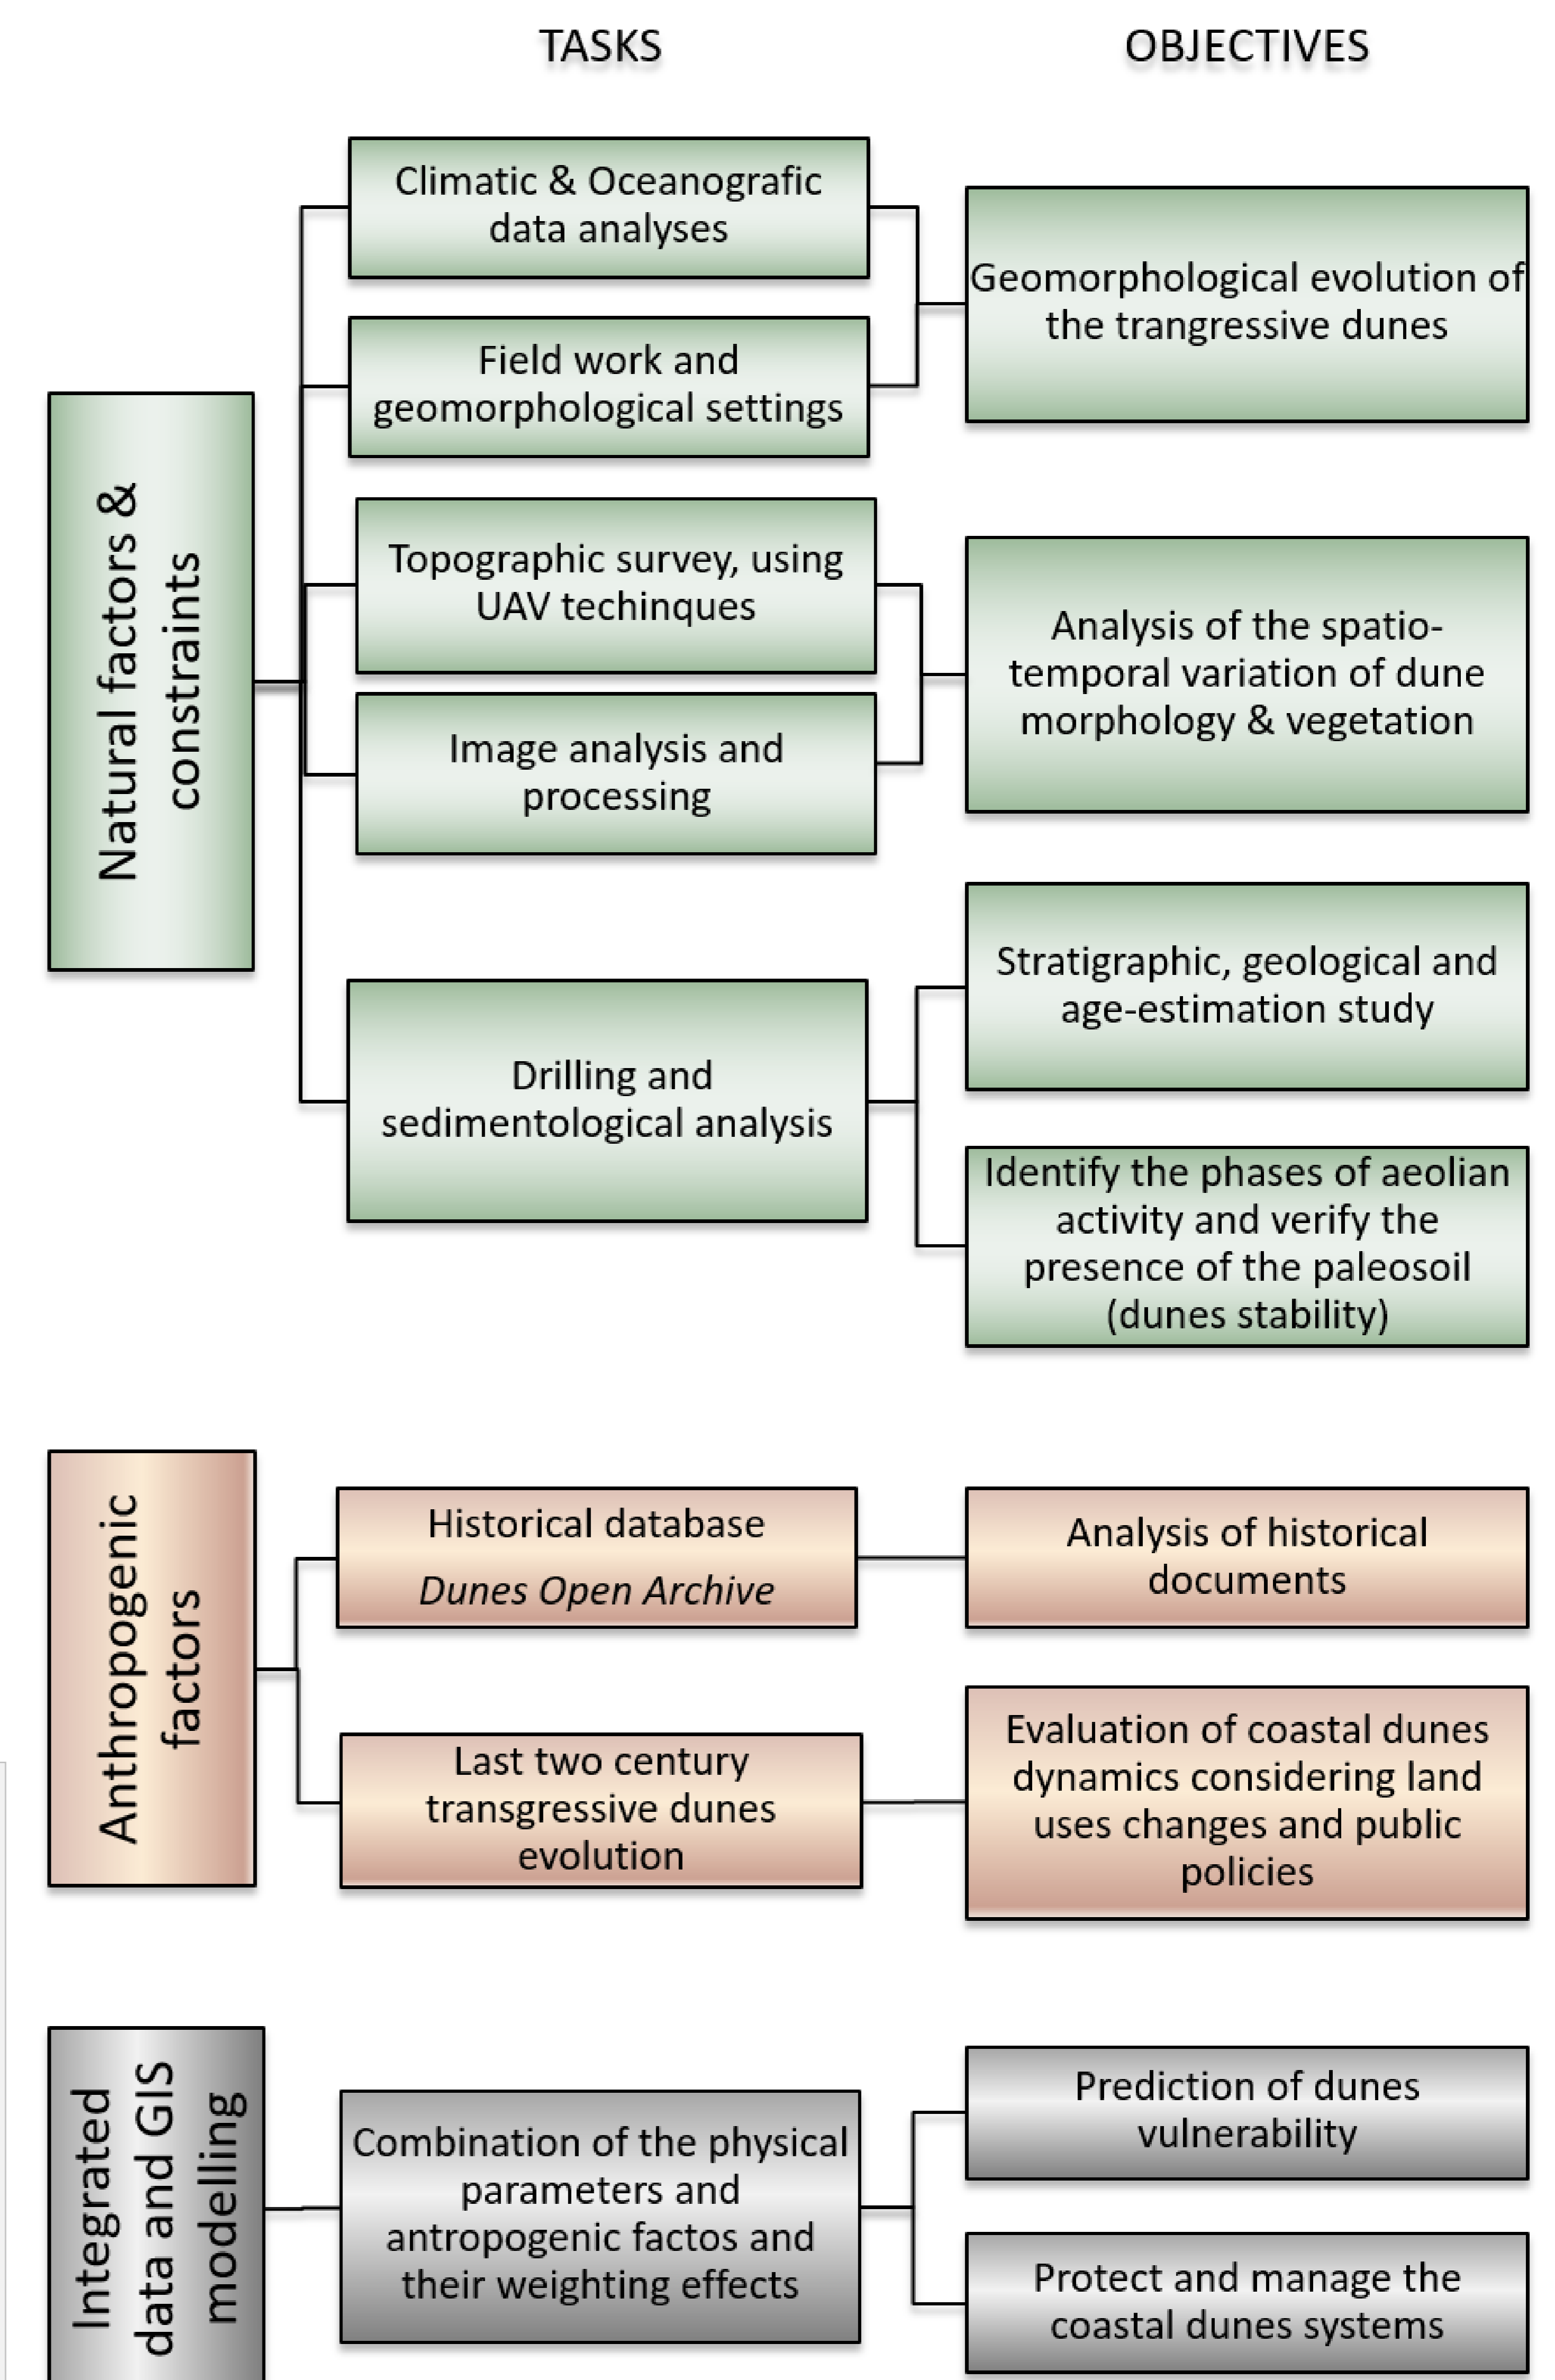 TASKS
OBJECTIVES
Natural factors &
constraints
Climatic & Oceanografic
data analyses
Field work and
geomorphological settings
Geomorphological evolution of
the trangressive dunes
Topographic survey, using
UAV techinques
Image analysis and
processing
Analysis of the spatio-
temporal variation of dune
morphology & vegetation
Drilling and
sedimentological analysis
Stratigraphic, geological and
age-estimation study
Identify the phases of aeolian
activity and verify the
presence of the paleosoil
(dunes stability)
Anthropogenic
factors
Historical database
Dunes Open Archive
Analysis of historical
documents
Last two century
transgressive dunes
evolution
Evaluation of coastal dunes
dynamics considering land
uses changes and public
policies
Integrated
data and GIS
modelling
Combination of the physical
parameters and
antropogenic factos and
their weighting effects
Prediction of dunes
vulnerability
Protect and manage the
coastal dunes systems